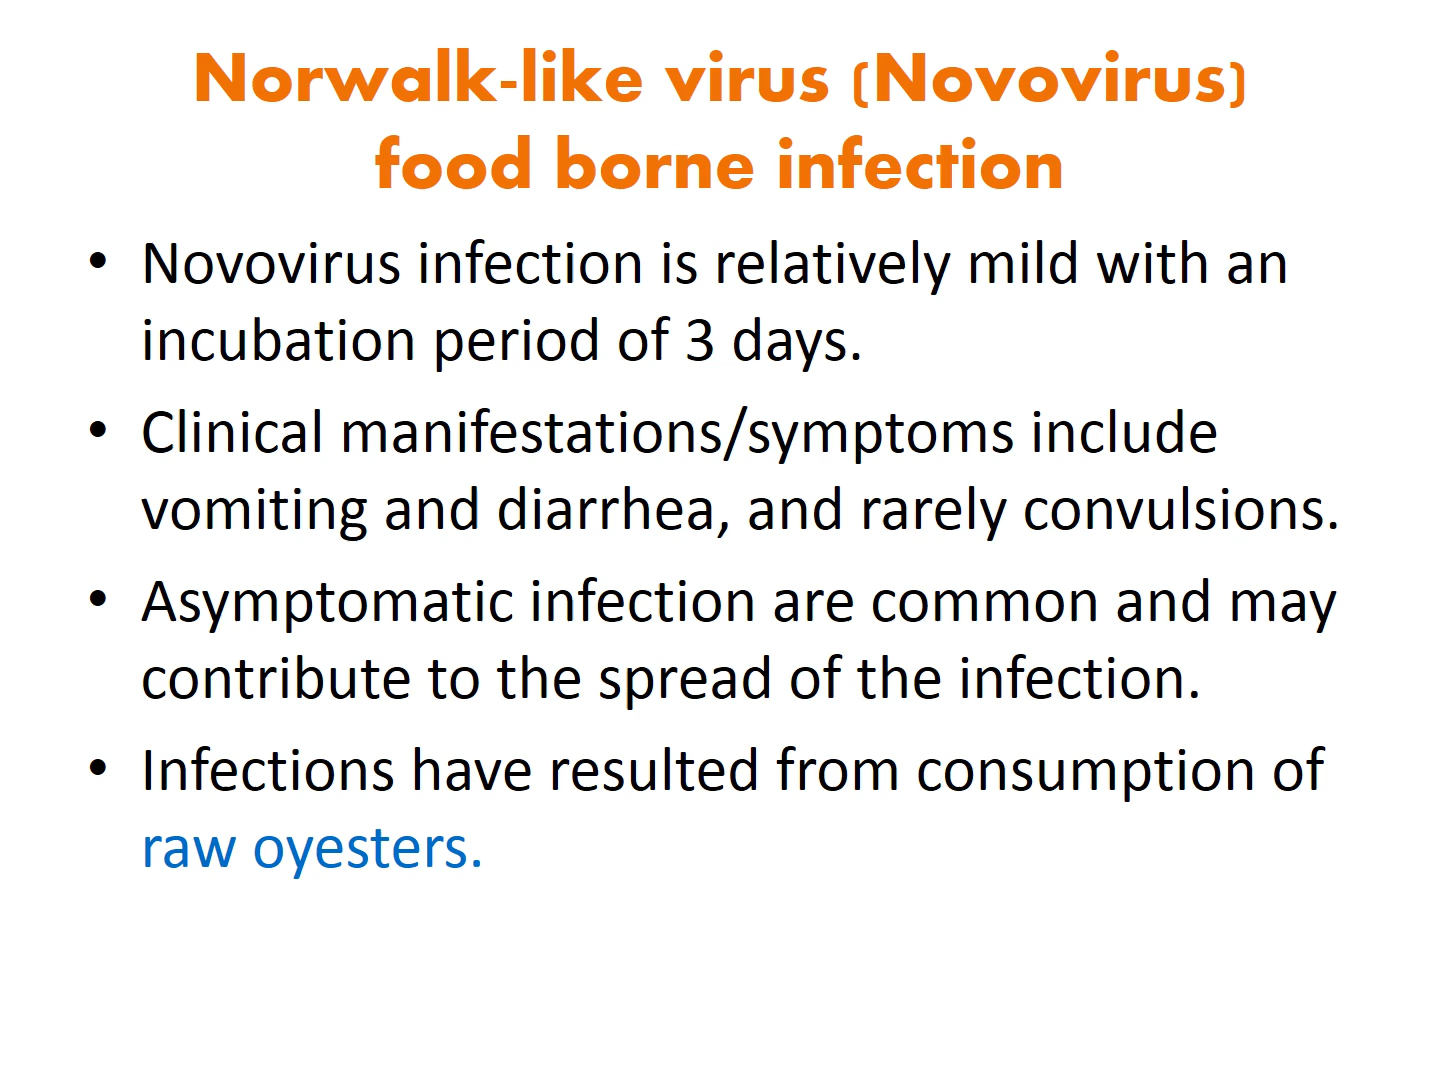 Norwalk-like virus (Novovirus)
food borne infection
• Novovirus infection is relatively mild with an
incubation period of 3 days.
• Clinical manifestations/symptoms include
vomiting and diarrhea, and rarely convulsions.
• Asymptomatic infection are common and may
contribute to the spread of the infection.
• Infections have resulted from consumption of
raw oyesters.